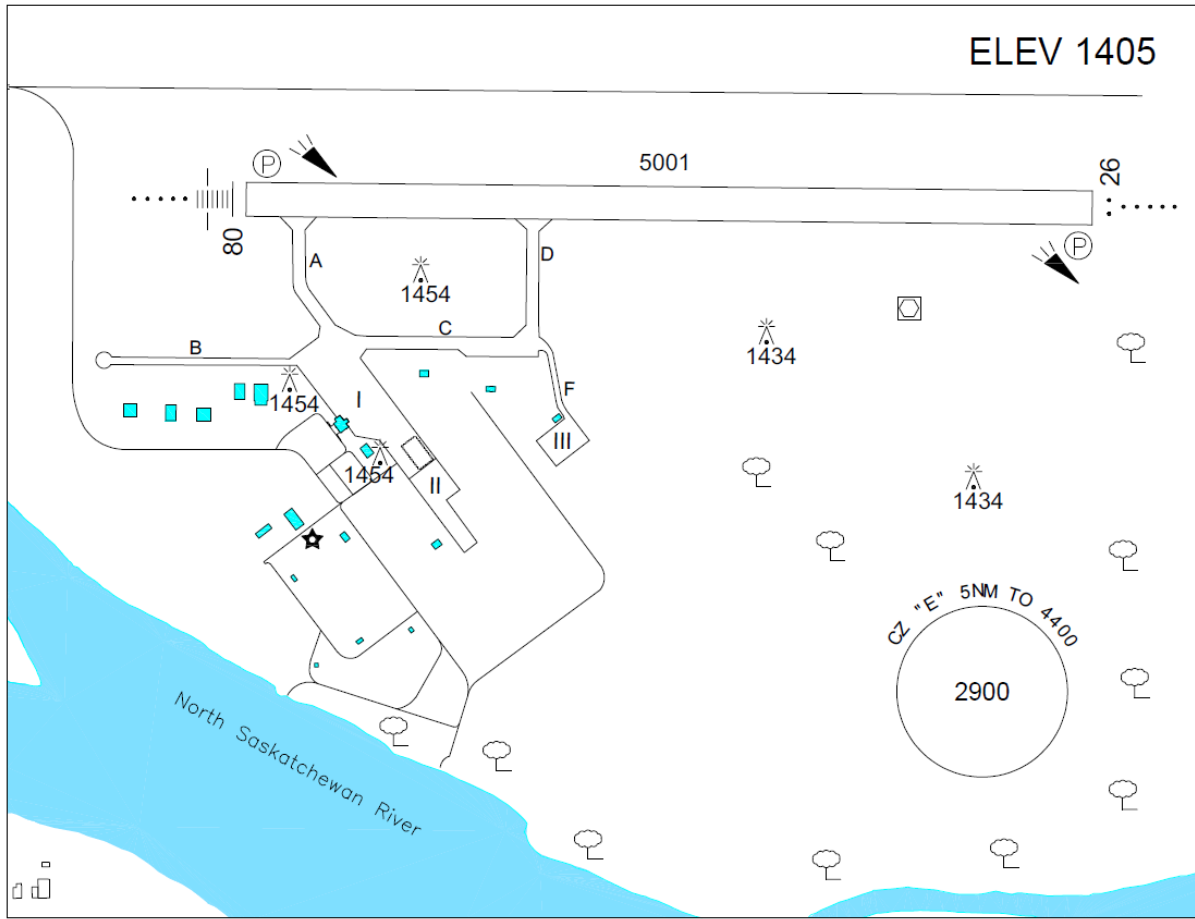 ELEV 1405
P
5001
26
08
P
A
D
1454
C
1434
B
F
1454
I
III
1454
II
1434
CZ "E" 5NM TO 4400
2900
North Saskatchewan River